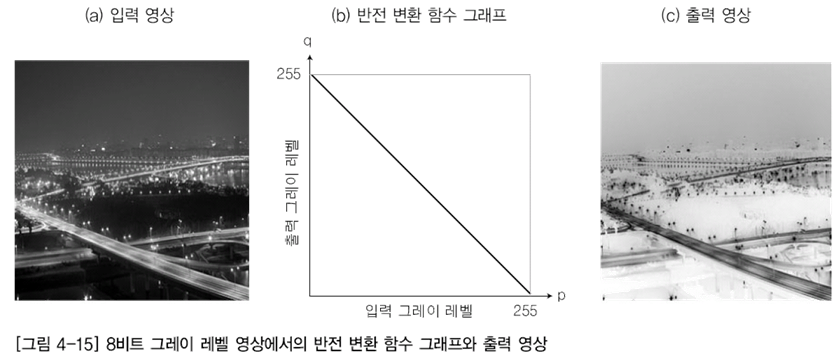 (a) 입력 영상
(b) 반전 변환 함수 그래프
(c) 출력 영상
q
255
출력 그레이 레벨
p
입력 그레이 레벨
255
[그림 4-15] 8비트 그레이 레벨 영상에서의 반전 변환 함수 그래프와 출력 영상